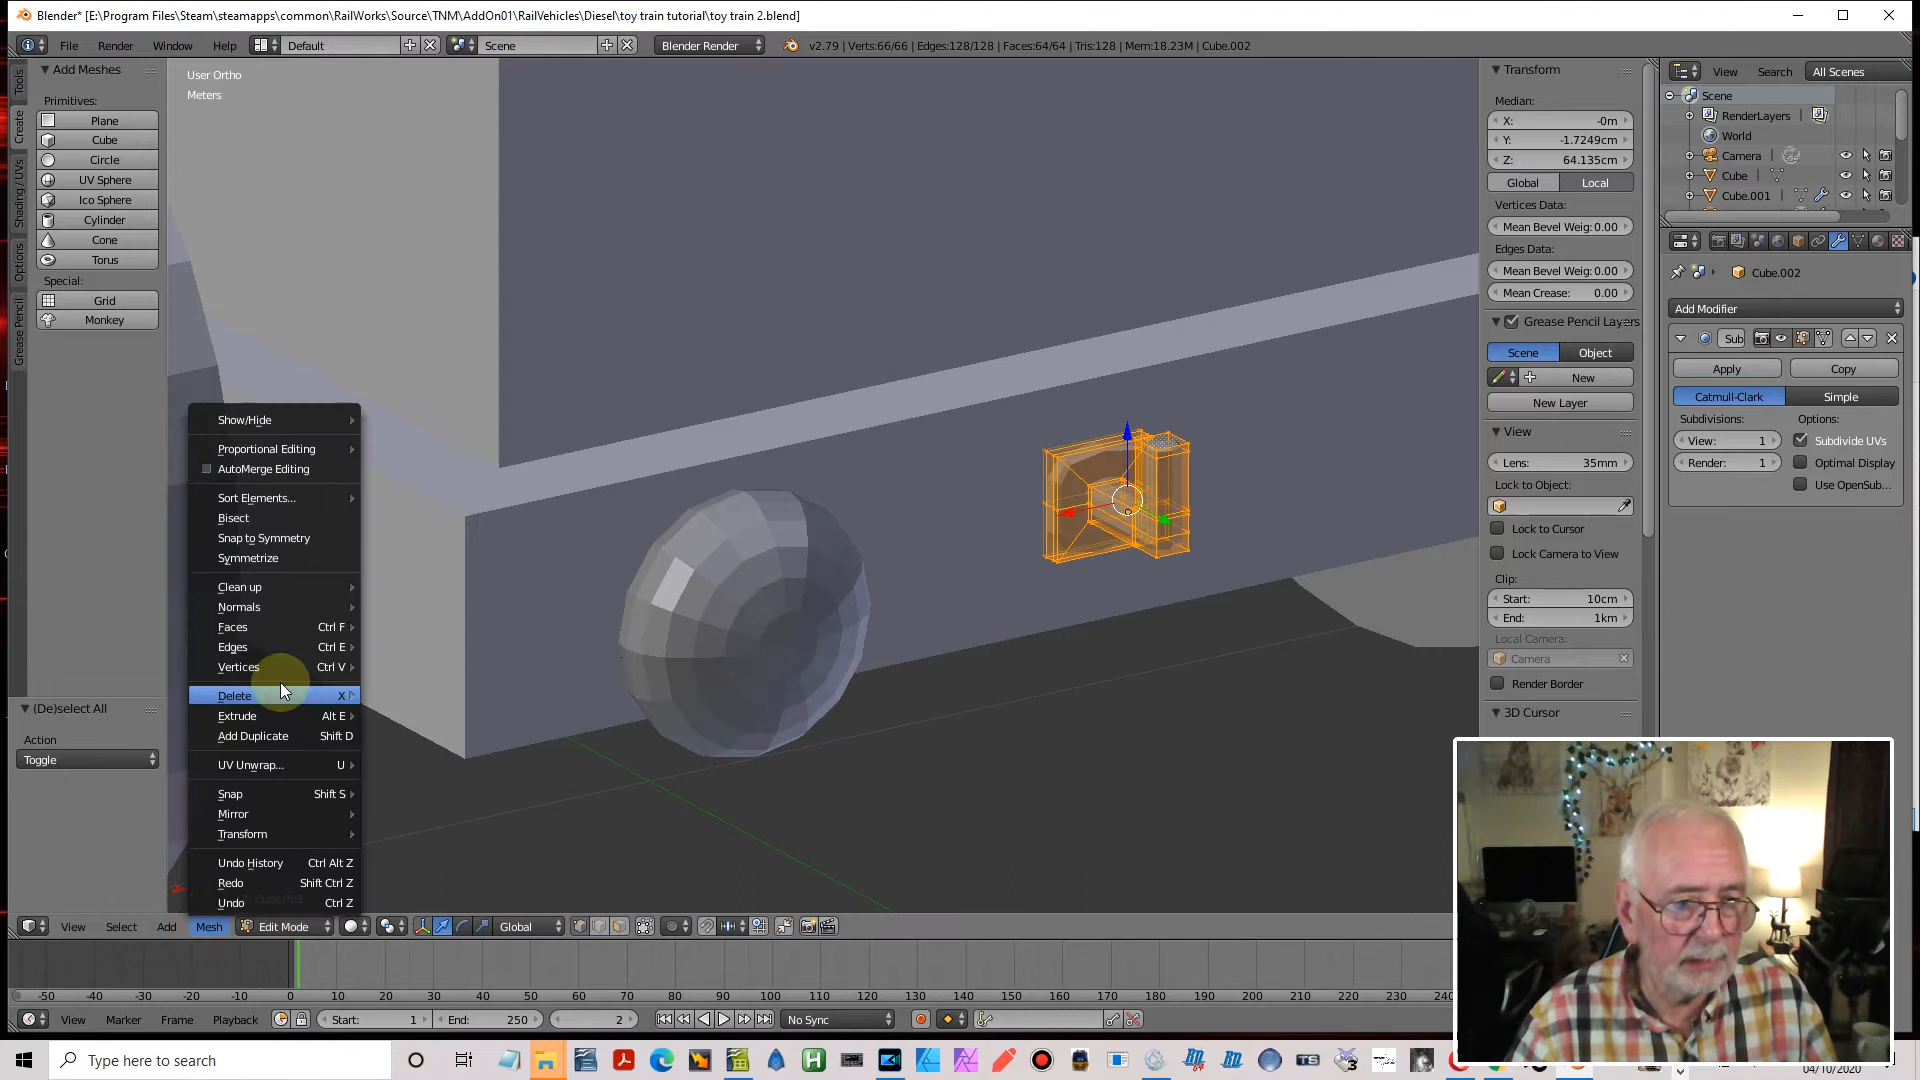 Blender* [E:\Program Files\Steam\steamapps\common\RailWorks\Source\TNM\AddOn01\RailVehicles\Diesel\toy train tutorial\toy train 2.blend]
File Render Window Help Default Scene Blender Render v2.79 | Verts:66/66 | Edges:128/128 | Faces:64/64 | Tris:128 | Mem:18.23M | Cube.002
Tools
Create
Shading / UVs
Options
Grease Pencil
Add Meshes
Primitives:
Plane
Cube
Circle
UV Sphere
Ico Sphere
Cylinder
Cone
Torus
Special:
Grid
Monkey
(De)select All
Action
Toggle
User Ortho
Meters
Show/Hide
Proportional Editing
AutoMerge Editing
Sort Elements...
Bisect
Snap to Symmetry
Symmetrize
Clean up
Normals
Faces Ctrl F
Edges Ctrl E
Vertices Ctrl V
Delete X
Extrude Alt E
Add Duplicate Shift D
UV Unwrap... U
Snap Shift S
Mirror
Transform
Undo History Ctrl Alt Z
Redo Shift Ctrl Z
Undo Ctrl Z
View Select Add Mesh Edit Mode Global
Transform
Median:
X: -0m
Y: -1.7249cm
Z: 64.135cm
Global Local
Vertices Data:
Mean Bevel Weig: 0.00
Edges Data:
Mean Bevel Weig: 0.00
Mean Crease: 0.00
Grease Pencil Layers
Scene Object
New
New Layer
View
Lens: 35mm
Lock to Object:
Lock to Cursor
Lock Camera to View
Clip:
Start: 10cm
End: 1km
Local Camera:
Camera
Render Border
3D Cursor
View Search All Scenes
Scene
RenderLayers
World
Camera
Cube
Cube.001
Cube.002
Add Modifier
Sub
Apply Copy
Catmull-Clark Simple
Subdivisions: Options:
View: 1 Subdivide UVs
Render: 1 Optimal Display
Use OpenSub...
-50 -40 -30 -20 -10 0 10 20 30 40 50 60 70 80 90 100 110 120 130 140 150 160 170 180 190 200 210 220 230 24
View Marker Frame Playback Start: 1 End: 250 2 No Sync
Type here to search
04/10/2020